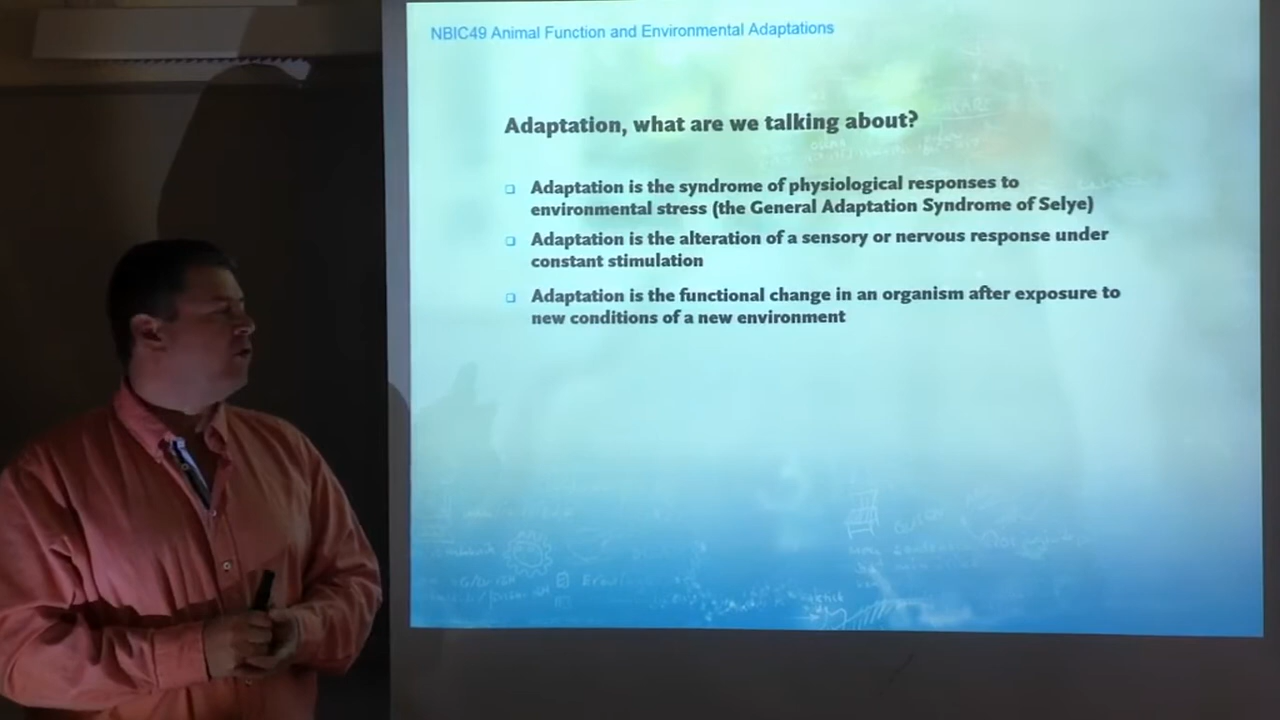 NBIC49 Animal Function and Environmental Adaptations
Adaptation, what are we talking about?
Adaptation is the syndrome of physiological responses to
environmental stress (the General Adaptation Syndrome of Selye)
Adaptation is the alteration of a sensory or nervous response under
constant stimulation
Adaptation is the functional change in an organism after exposure to
new conditions of a new environment